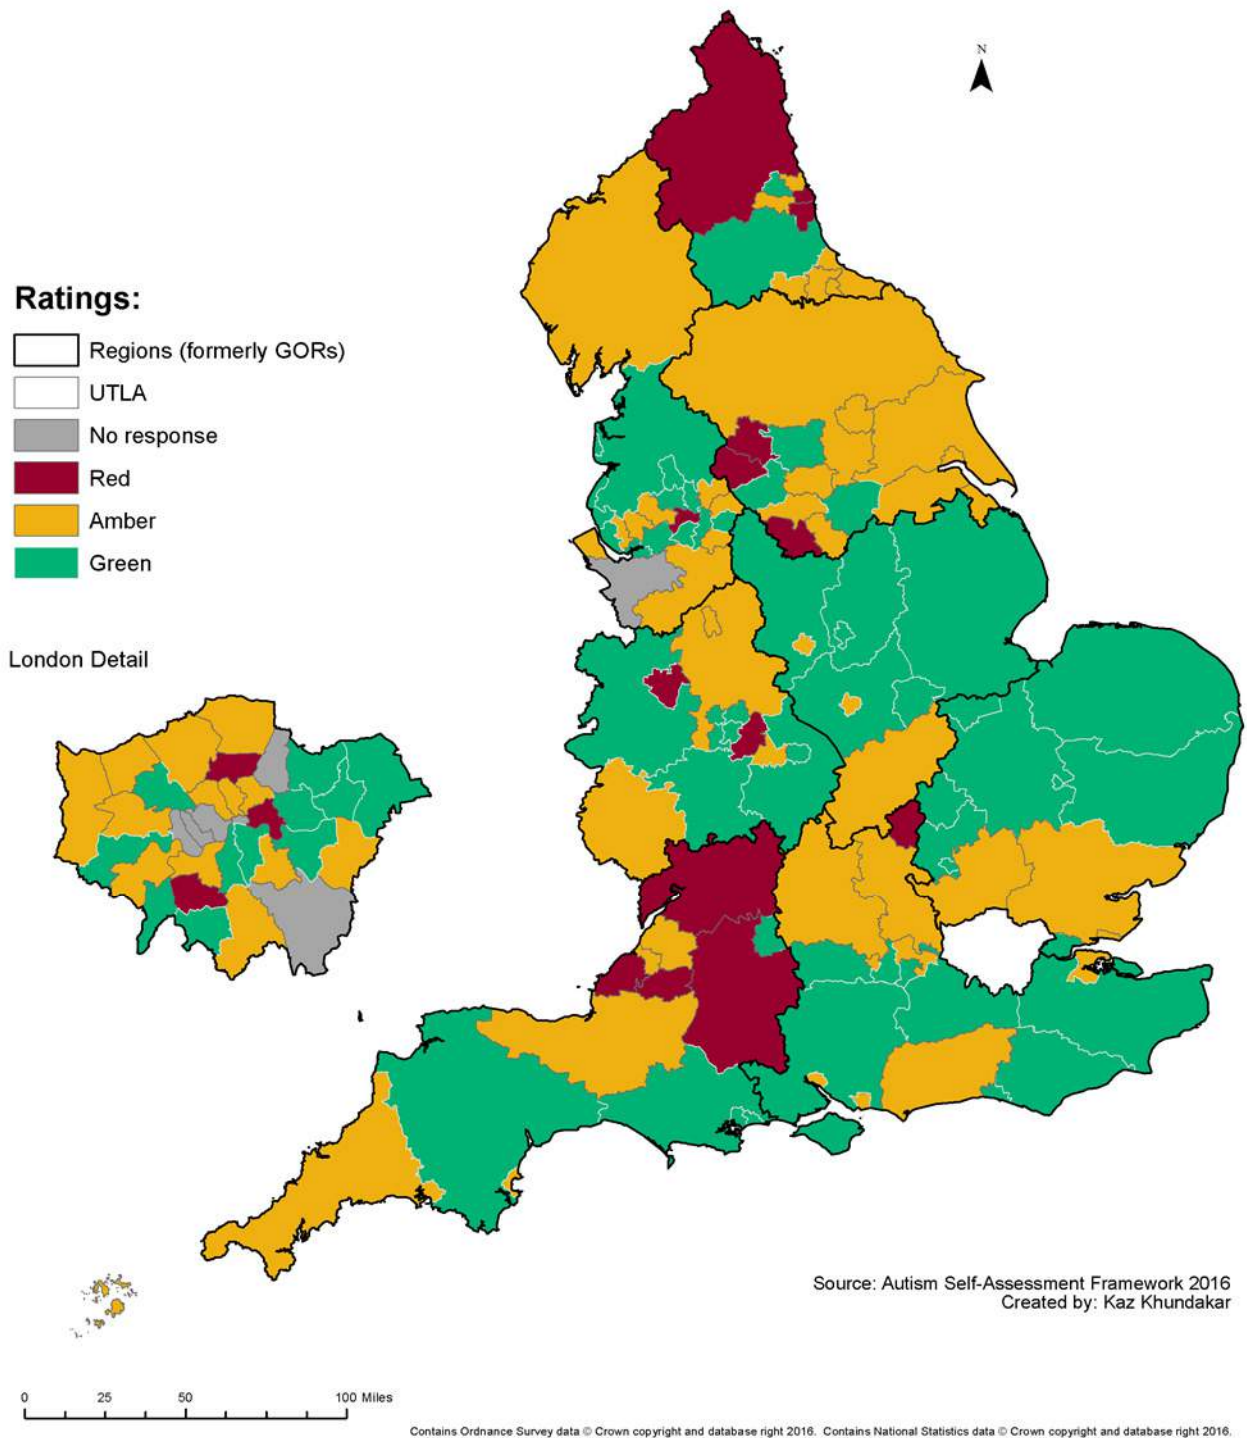 N
Ratings:
Regions (formerly GORs)
UTLA
No response
Red
Amber
Green
London Detail
Source: Autism Self-Assessment Framework 2016
Created by: Kaz Khundakar
0 25 50 100 Miles
Contains Ordnance Survey data © Crown copyright and database right 2016. Contains National Statistics data © Crown copyright and database right 2016.